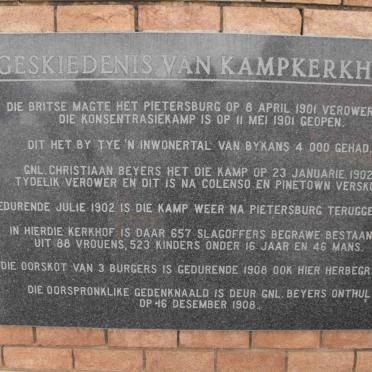 GESKIEDENIS VAN KAMPKERKH
DIE BRITSE MAGTE HET PIETERSBURG OP 8 APRIL 1901 VEROWER
DIE KONSENTRASIEKAMP IS OP 11 MEI 1901 GEOPEN.
DIT HET BY TYE 'N INWONERTAL VAN BYKANS 4 000 GEHAD.
GNL. CHRISTIAAN BEYERS HET DIE KAMP OP 23 JANUARIE 1902
TYDELIK VEROWER EN DIT IS NA COLENSO EN PINETOWN VERSK
EDURENDE JULIE 1902 IS DIE KAMP WEER NA PIETERSBURG TERUGGE
IN HIERDIE KERKHOF IS DAAR 657 SLAGOFFERS BEGRAWE BESTAAN
UIT 88 VROUENS, 523 KINDERS ONDER 16 JAAR EN 46 MANS.
DIE OORSKOT VAN 3 BURGERS IS GEDURENDE 1908 OOK HIER HERBEGR
DIE OORSPRONKLIKE GEDENKNAALD IS DEUR GNL. BEYERS ONTHUL
OP 16 DESEMBER 1908.